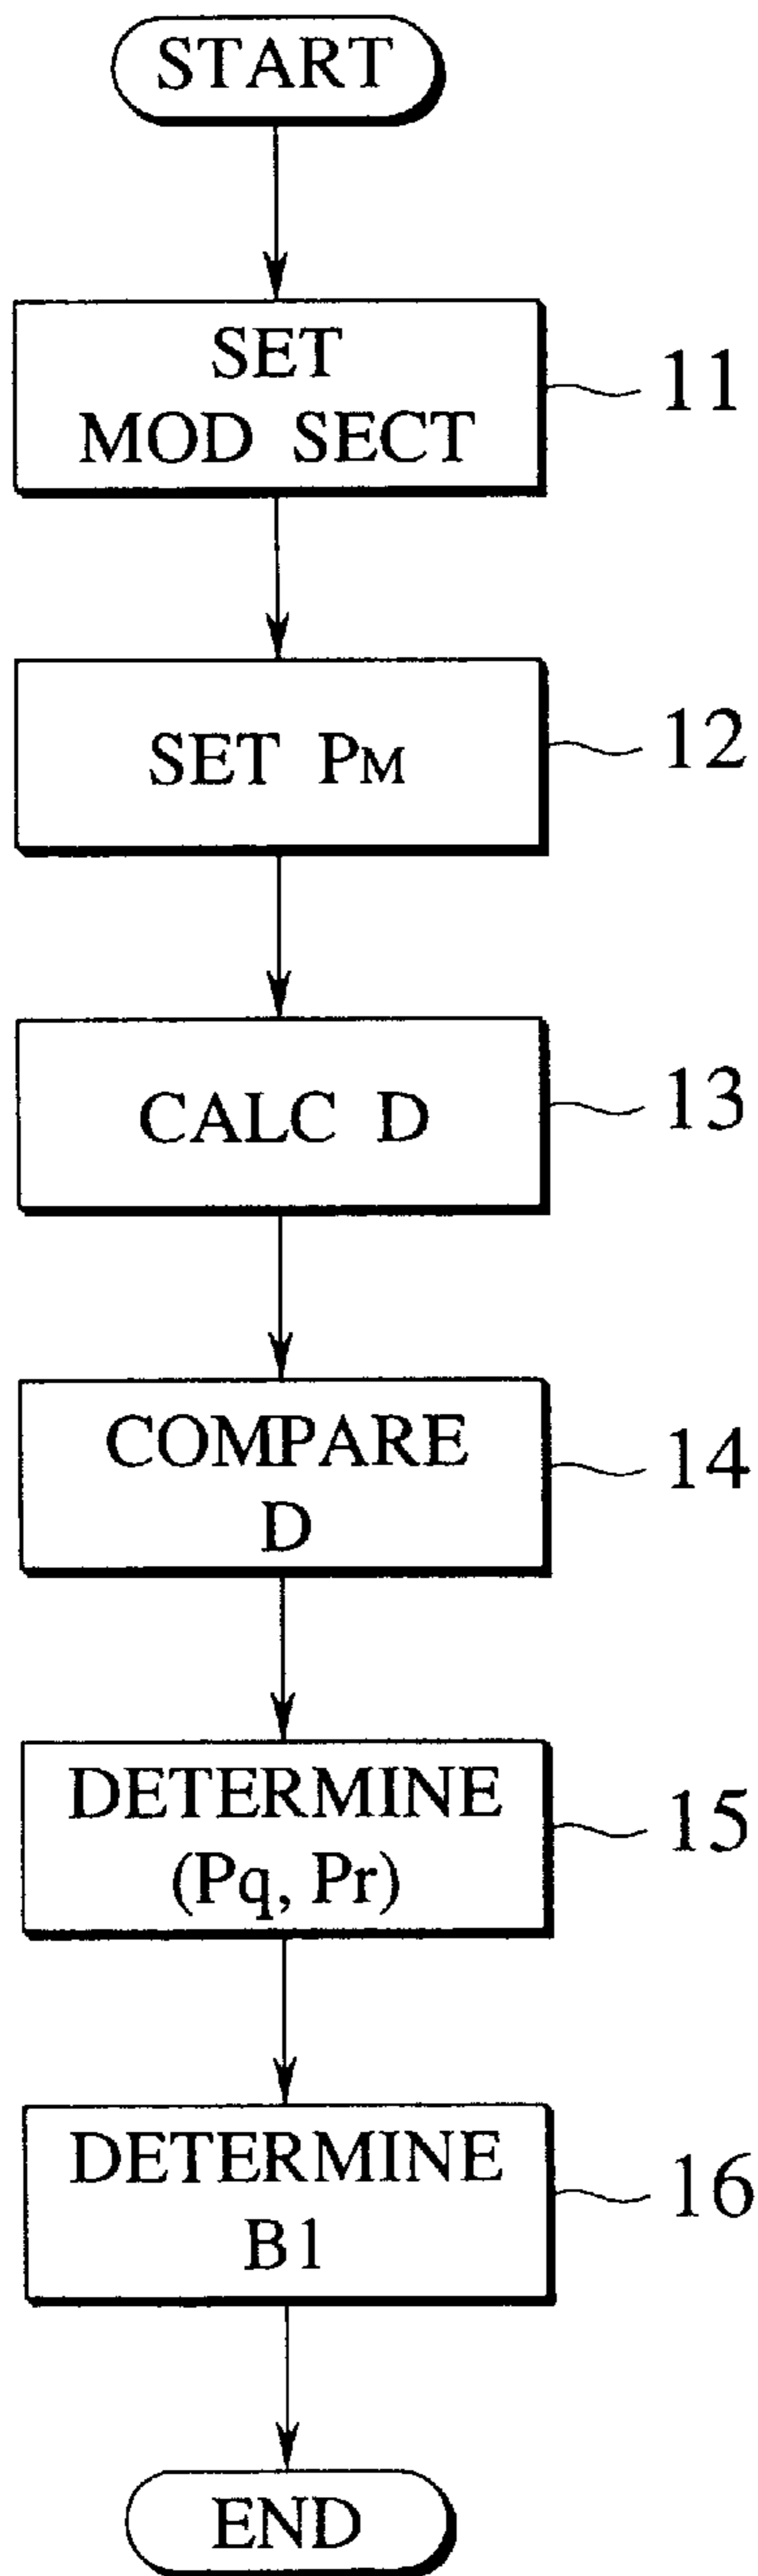 START
SET
MOD SECT
11
SET PM
12
CALC D
13
COMPARE
D
14
DETERMINE
(Pq, Pr)
15
DETERMINE
B1
16
END